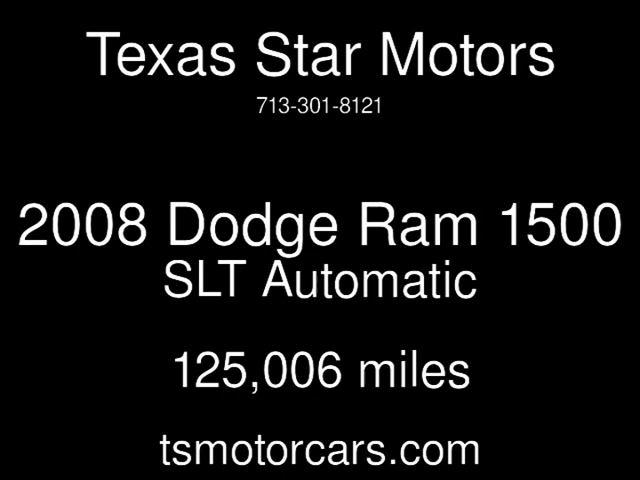 Texas Star Motors
713-301-8121
2008 Dodge Ram 1500
SLT Automatic
125,006 miles
tsmotorcars.com